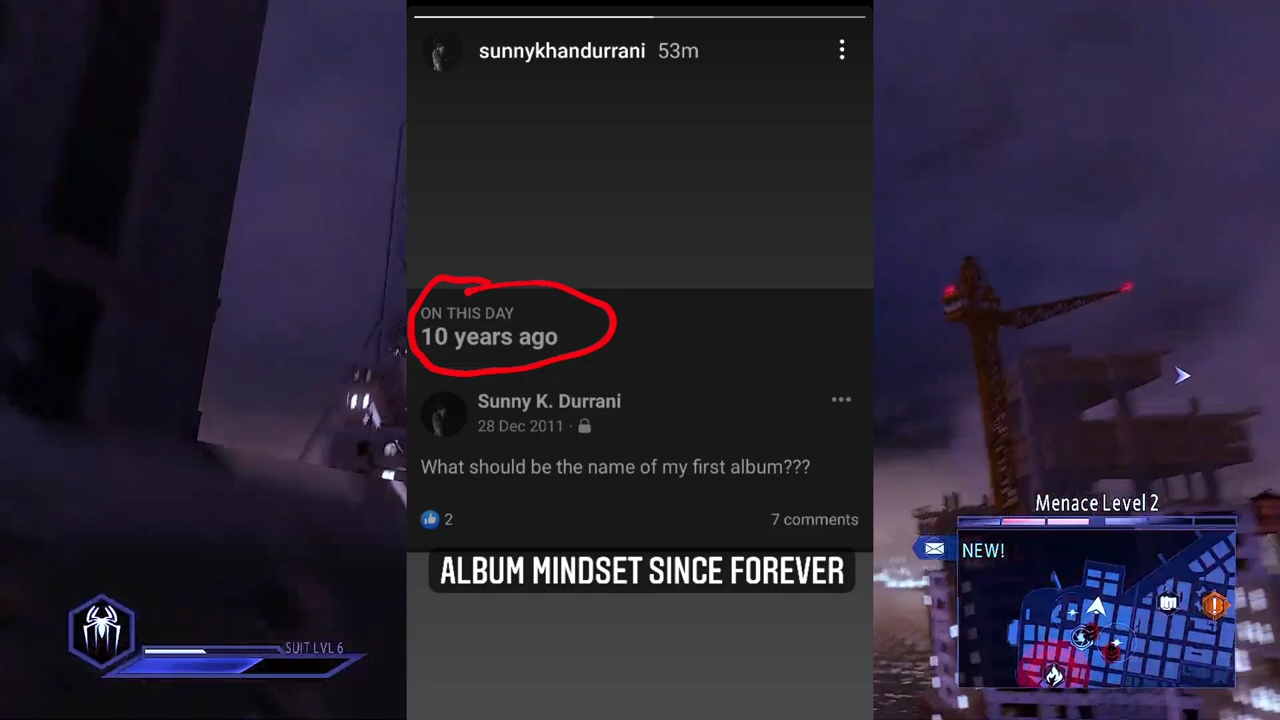 sunnykhandurrani 53m
ON THIS DAY
10 years ago
Sunny K. Durrani
28 Dec 2011 ·
What should be the name of my first album???
2
7 comments
ALBUM MINDSET SINCE FOREVER
SUIT LVL 6
Menace Level 2
NEW!